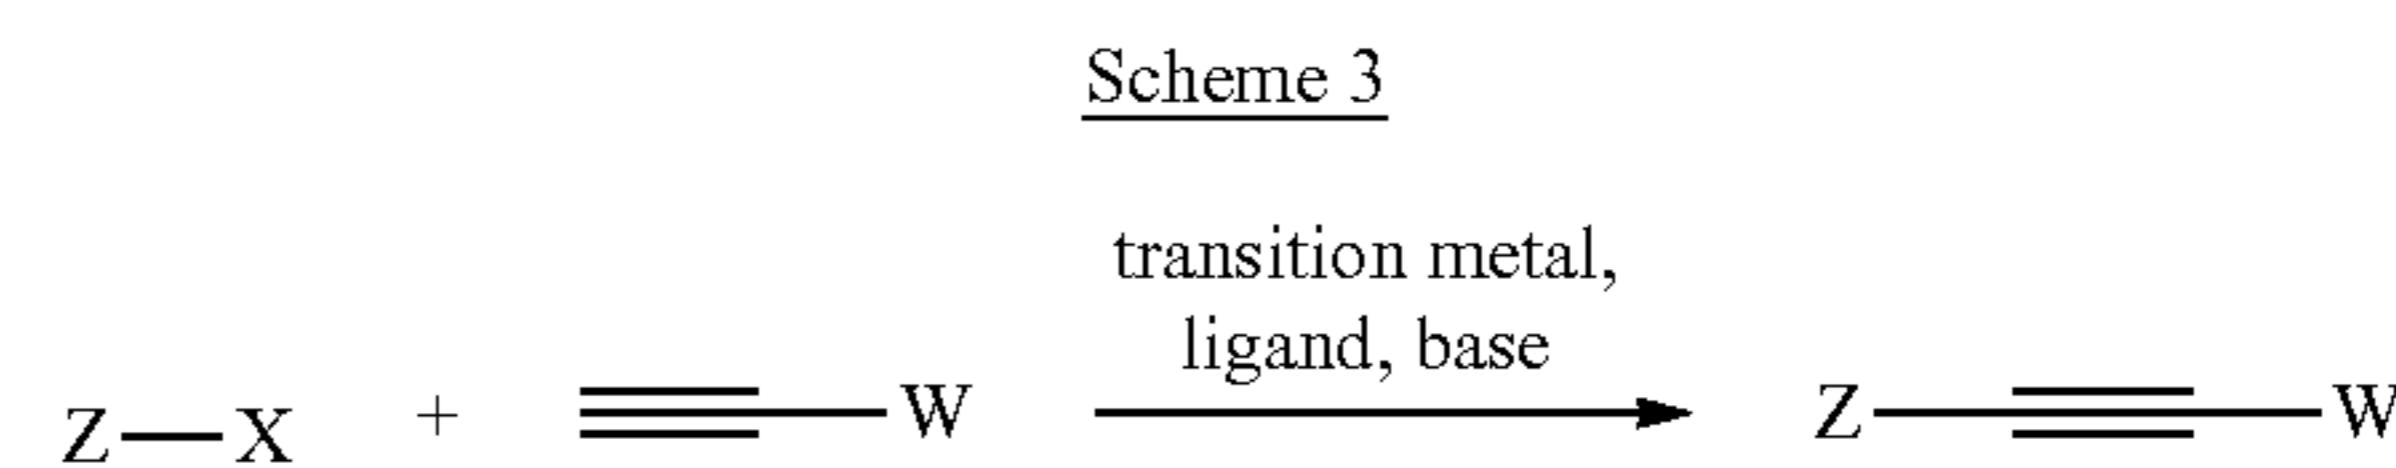 Scheme 3
transition metal,
ligand, base
Z—X + W Z W